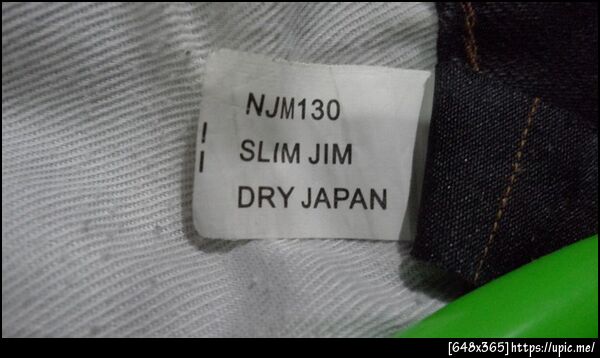 NJM130
SLIM JIM
DRY JAPAN
[648x365]https://upic.me/